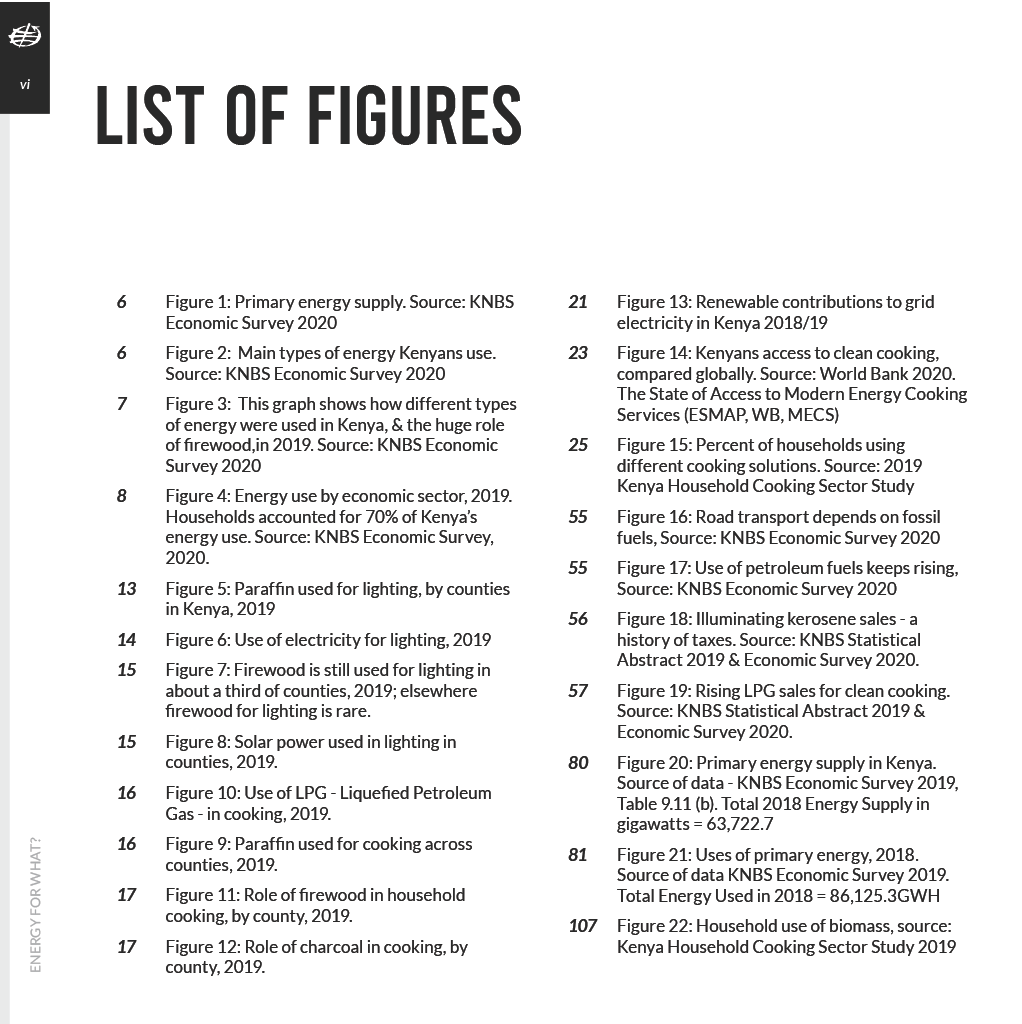 vi
LIST OF FIGURES
6 Figure 1: Primary energy supply. Source: KNBS
Economic Survey 2020
6 Figure 2:  Main types of energy Kenyans use.
Source: KNBS Economic Survey 2020
7 Figure 3:  This graph shows how different types
of energy were used in Kenya, & the huge role
of firewood,in 2019. Source: KNBS Economic
Survey 2020
8 Figure 4: Energy use by economic sector, 2019.
Households accounted for 70% of Kenya’s
energy use. Source: KNBS Economic Survey,
2020.
13 Figure 5: Paraffin used for lighting, by counties
in Kenya, 2019
14 Figure 6: Use of electricity for lighting, 2019
15 Figure 7: Firewood is still used for lighting in
about a third of counties, 2019; elsewhere
firewood for lighting is rare.
15 Figure 8: Solar power used in lighting in
counties, 2019.
16 Figure 10: Use of LPG - Liquefied Petroleum
Gas - in cooking, 2019.
16 Figure 9: Paraffin used for cooking across
counties, 2019.
17 Figure 11: Role of firewood in household
cooking, by county, 2019.
17 Figure 12: Role of charcoal in cooking, by
county, 2019.
21 Figure 13: Renewable contributions to grid
electricity in Kenya 2018/19
23 Figure 14: Kenyans access to clean cooking,
compared globally. Source: World Bank 2020.
The State of Access to Modern Energy Cooking
Services (ESMAP, WB, MECS)
25 Figure 15: Percent of households using
different cooking solutions. Source: 2019
Kenya Household Cooking Sector Study
55 Figure 16: Road transport depends on fossil
fuels, Source: KNBS Economic Survey 2020
55 Figure 17: Use of petroleum fuels keeps rising,
Source: KNBS Economic Survey 2020
56 Figure 18: Illuminating kerosene sales - a
history of taxes. Source: KNBS Statistical
Abstract 2019 & Economic Survey 2020.
57 Figure 19: Rising LPG sales for clean cooking.
Source: KNBS Statistical Abstract 2019 &
Economic Survey 2020.
80 Figure 20: Primary energy supply in Kenya.
Source of data - KNBS Economic Survey 2019,
Table 9.11 (b). Total 2018 Energy Supply in
gigawatts = 63,722.7
81 Figure 21: Uses of primary energy, 2018.
Source of data KNBS Economic Survey 2019.
Total Energy Used in 2018 = 86,125.3GWH
107 Figure 22: Household use of biomass, source:
Kenya Household Cooking Sector Study 2019
ENERGY FOR WHAT?